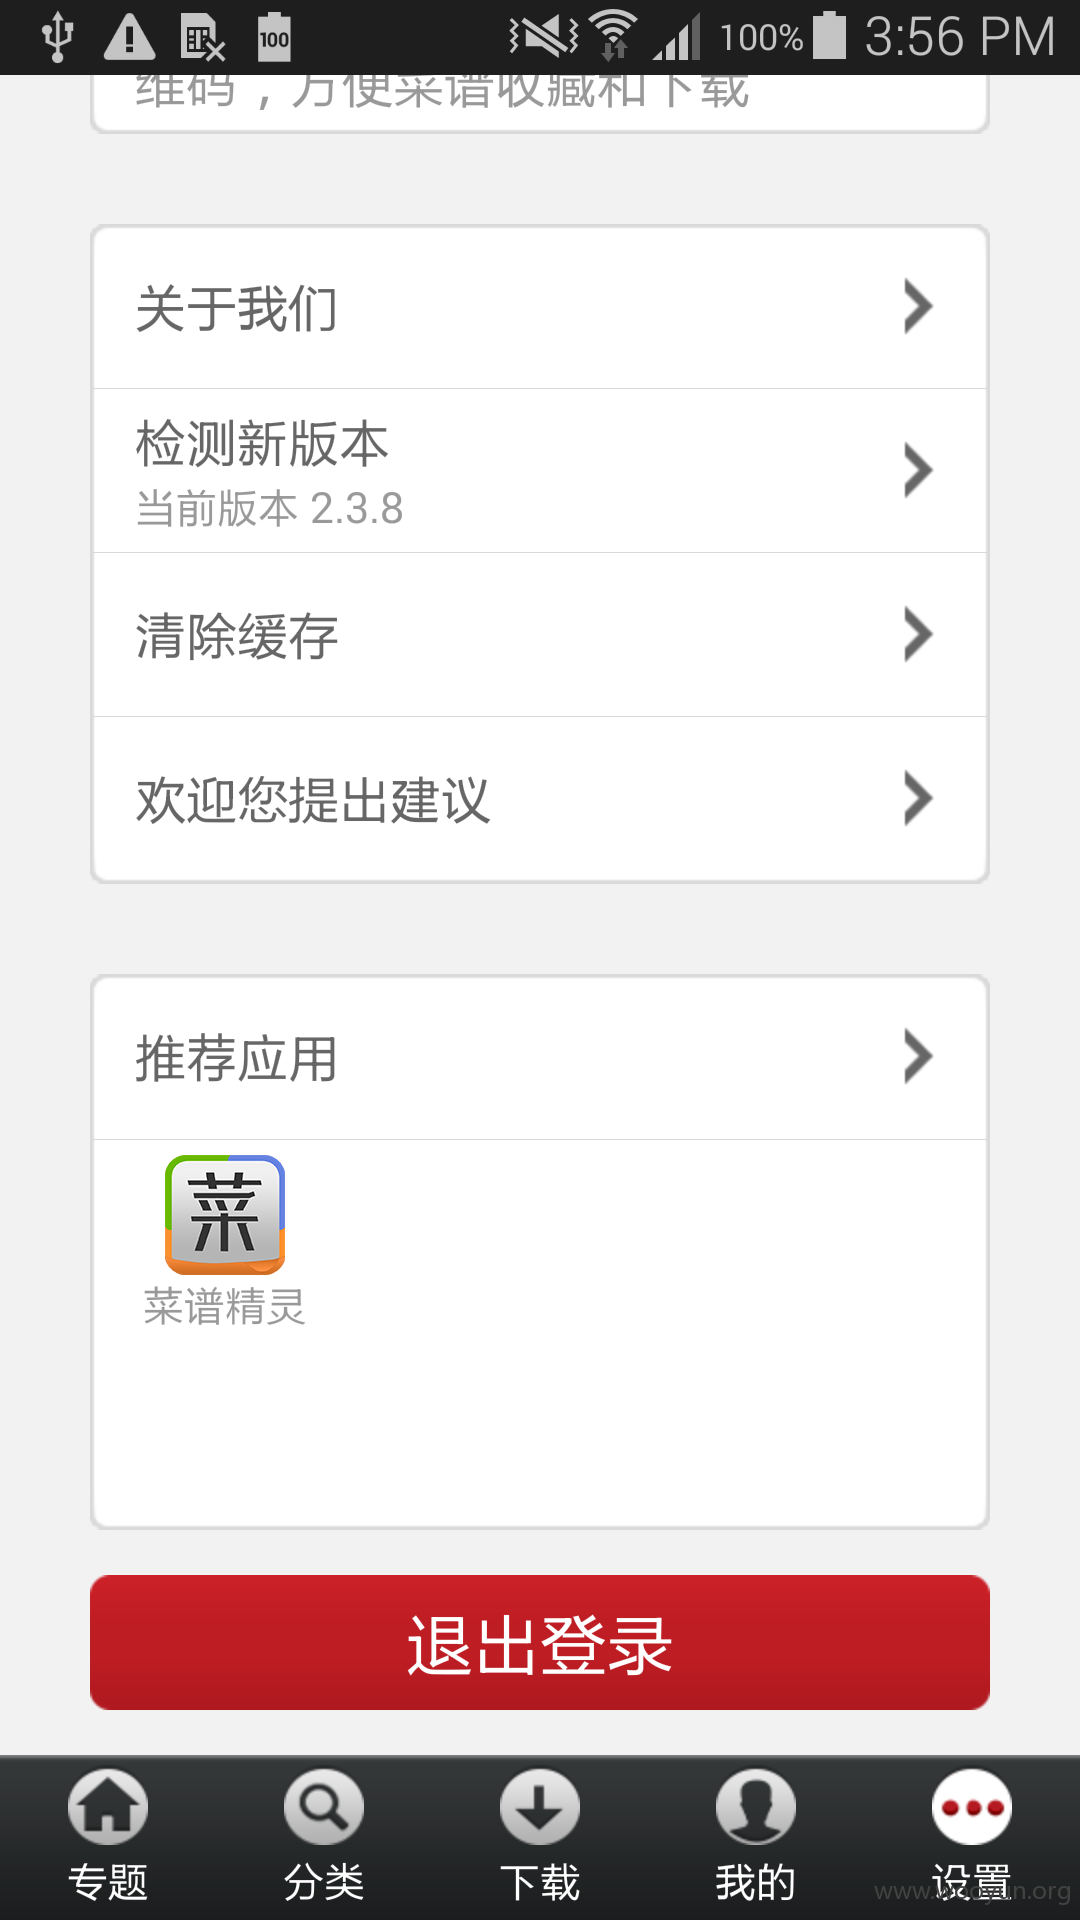 100
100%
3:56 PM
维码，方便菜谱收藏和下载
关于我们
检测新版本
当前版本 2.3.8
清除缓存
欢迎您提出建议
推荐应用
菜
菜谱精灵
退出登录
专题
分类
下载
我的
设置
www.wooyun.org